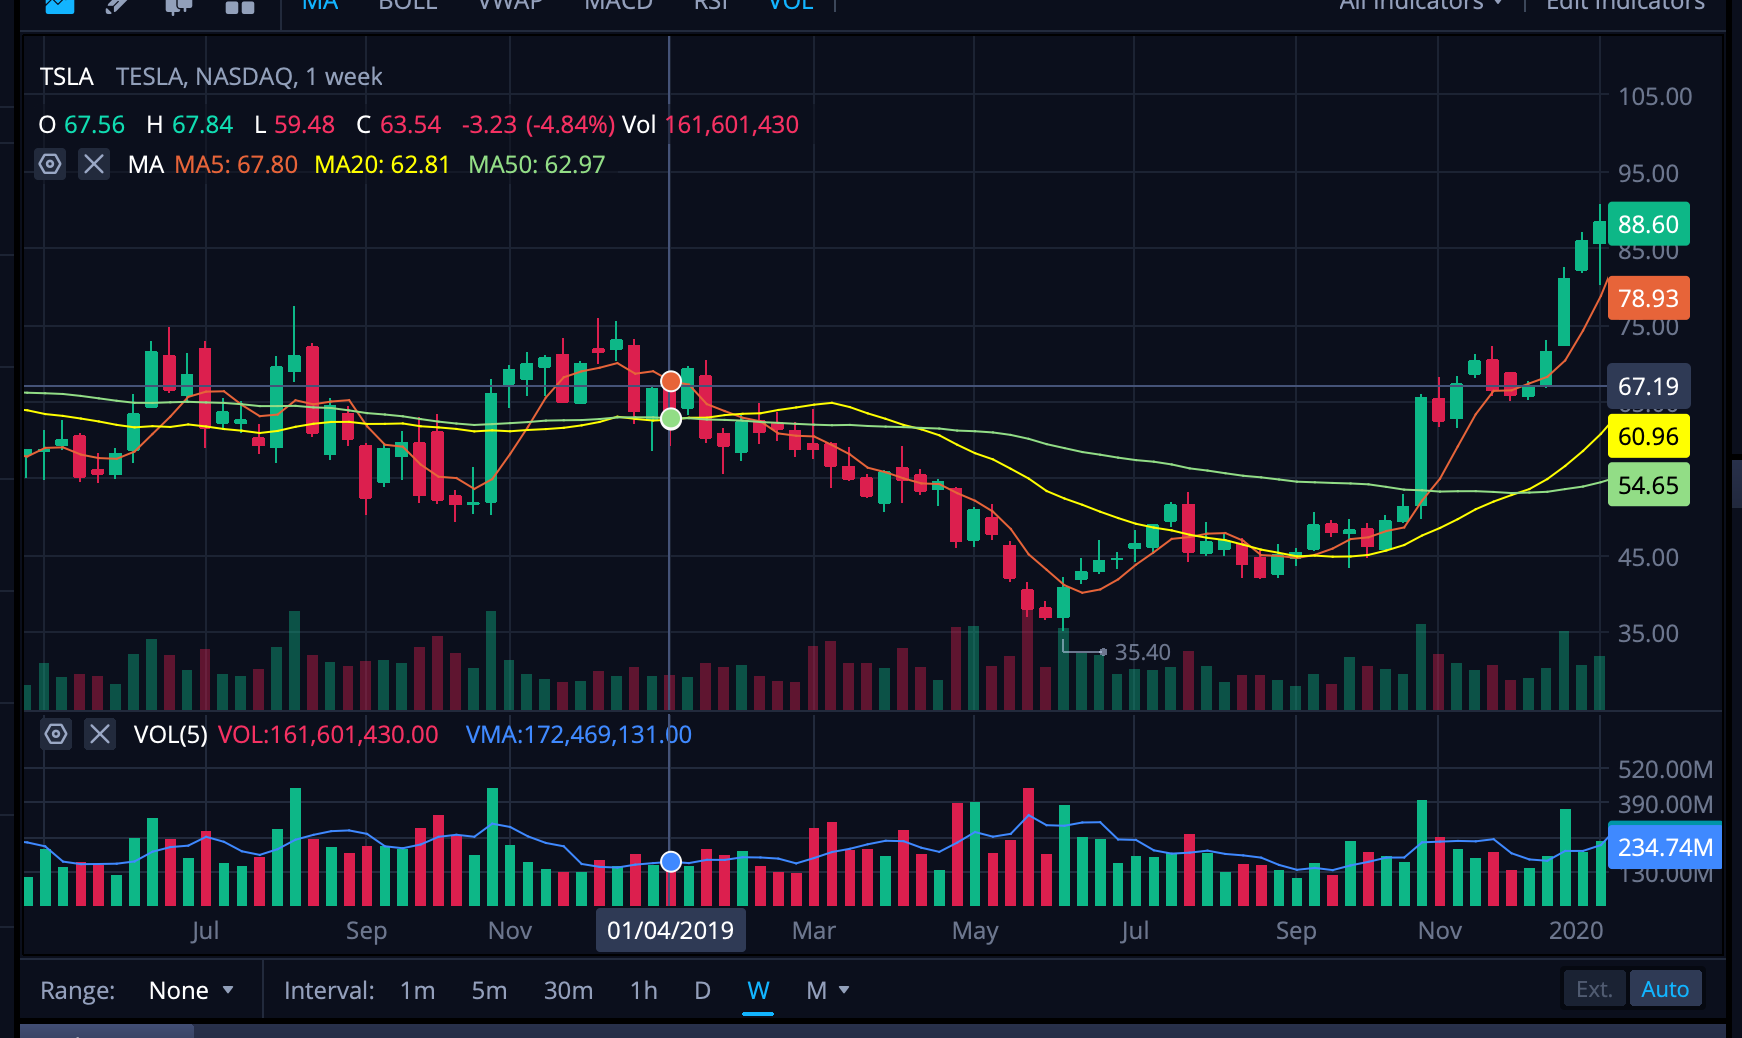 MA BOLL VWAP MACD RSI VOL All Indicators Edit Indicators
TSLA TESLA, NASDAQ, 1 week
O 67.56 H 67.84 L 59.48 C 63.54 -3.23 (-4.84%) Vol 161,601,430
MA MA5: 67.80 MA20: 62.81 MA50: 62.97
105.00
95.00
88.60
85.00
78.93
75.00
67.19
60.96
54.65
45.00
35.00
35.40
VOL(5) VOL:161,601,430.00 VMA:172,469,131.00
520.00M
390.00M
234.74M
130.00M
Jul Sep Nov 01/04/2019 Mar May Jul Sep Nov 2020
Range: None Interval: 1m 5m 30m 1h D W M Ext. Auto